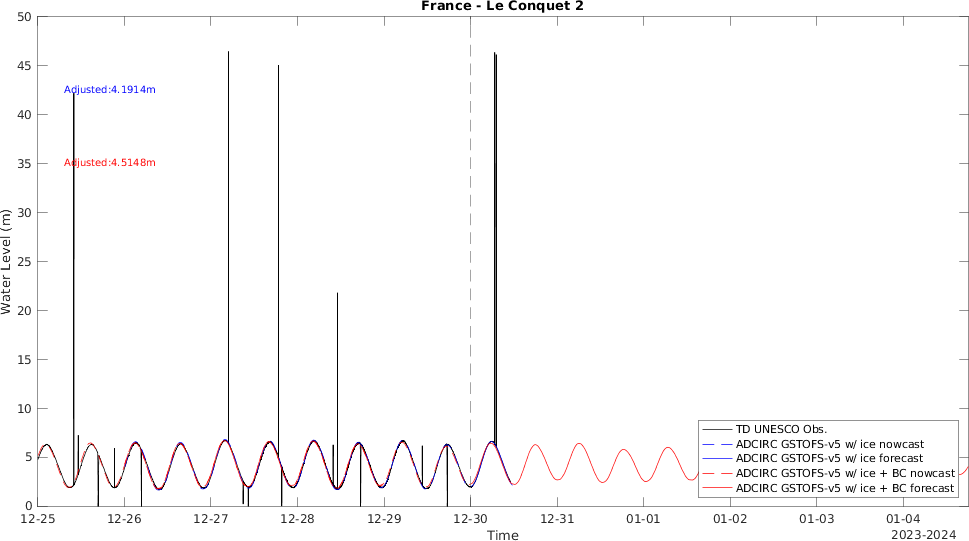 France - Le Conquet 2
50
45
40
35
30
25
20
15
10
5
0
Water Level (m)
Adjusted:4.1914m
Adjusted:4.5148m
TD UNESCO Obs.
ADCIRC GSTOFS-v5 w/ ice nowcast
ADCIRC GSTOFS-v5 w/ ice forecast
ADCIRC GSTOFS-v5 w/ ice + BC nowcast
ADCIRC GSTOFS-v5 w/ ice + BC forecast
12-25 12-26 12-27 12-28 12-29 12-30 12-31 01-01 01-02 01-03 01-04
Time
2023-2024